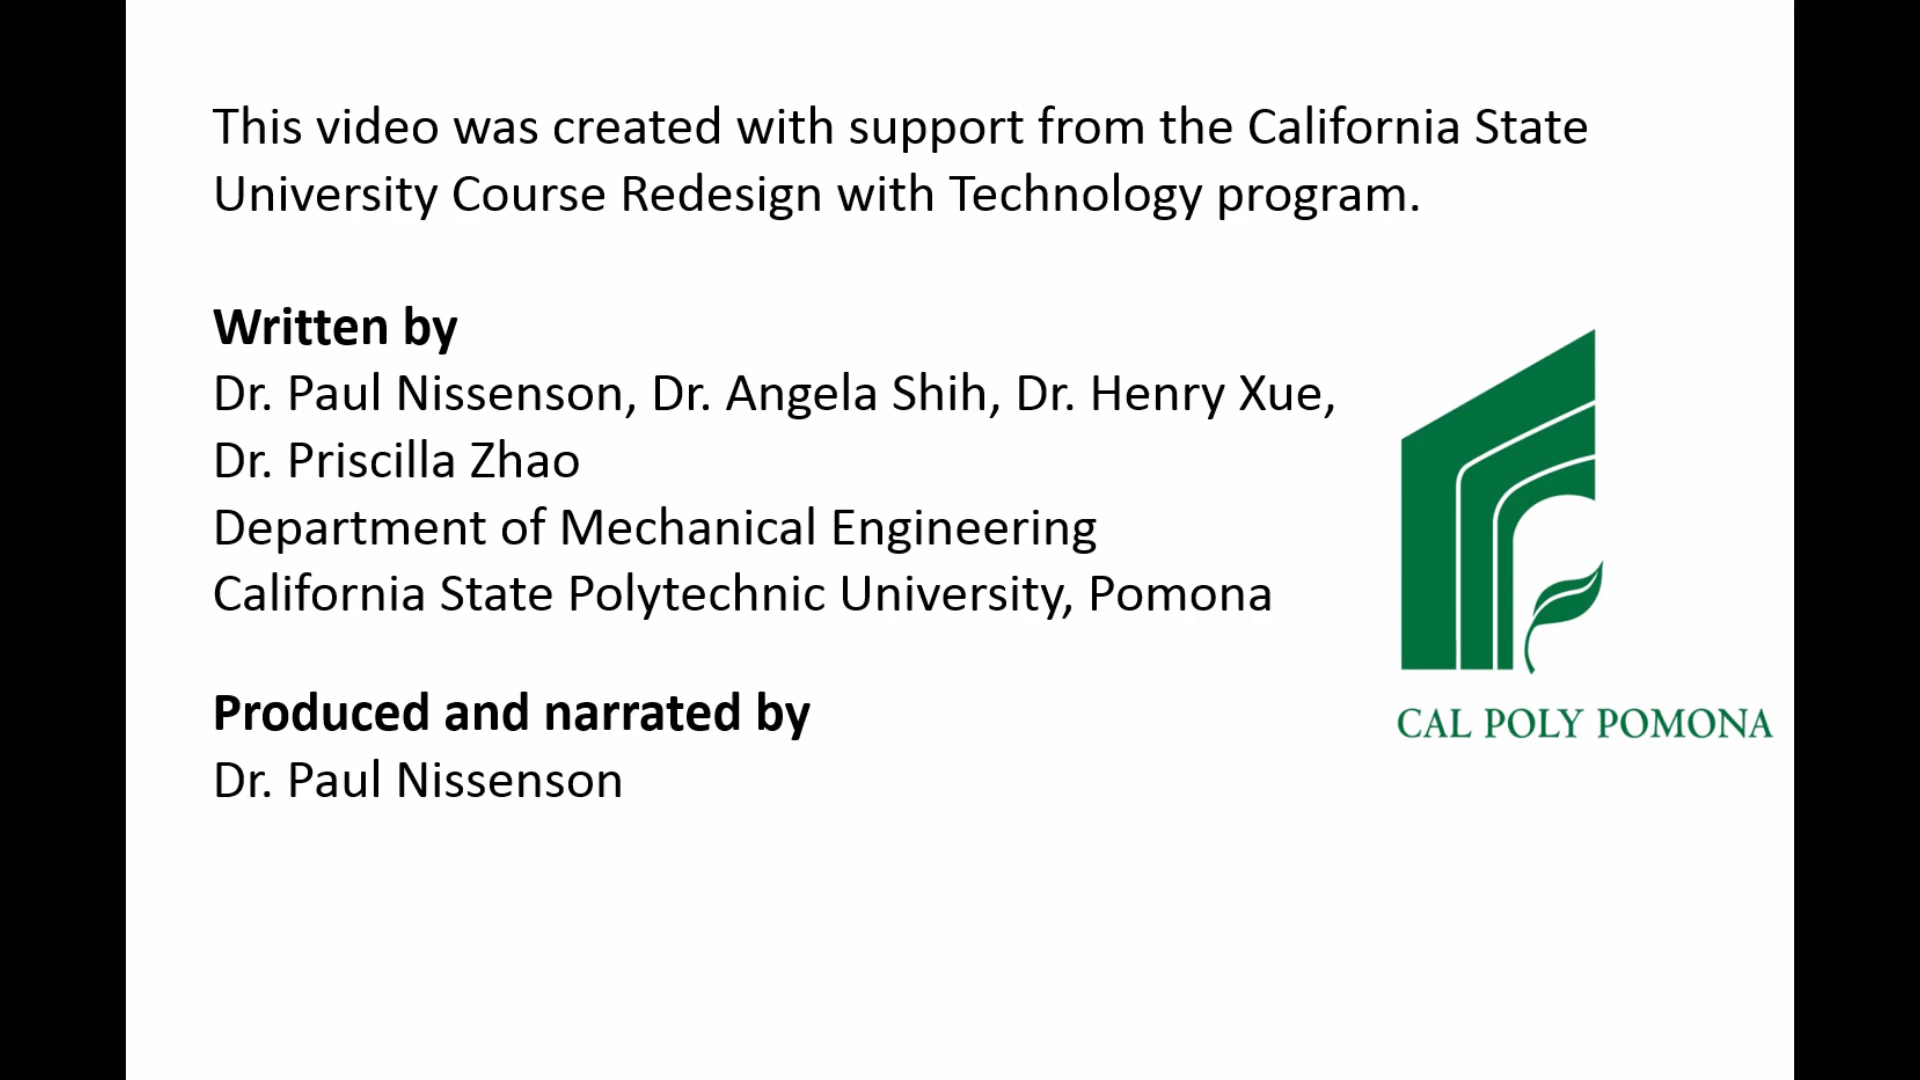 This video was created with support from the California State
University Course Redesign with Technology program.
Written by
Dr. Paul Nissenson, Dr. Angela Shih, Dr. Henry Xue,
Dr. Priscilla Zhao
Department of Mechanical Engineering
California State Polytechnic University, Pomona
Produced and narrated by
Dr. Paul Nissenson
CAL POLY POMONA